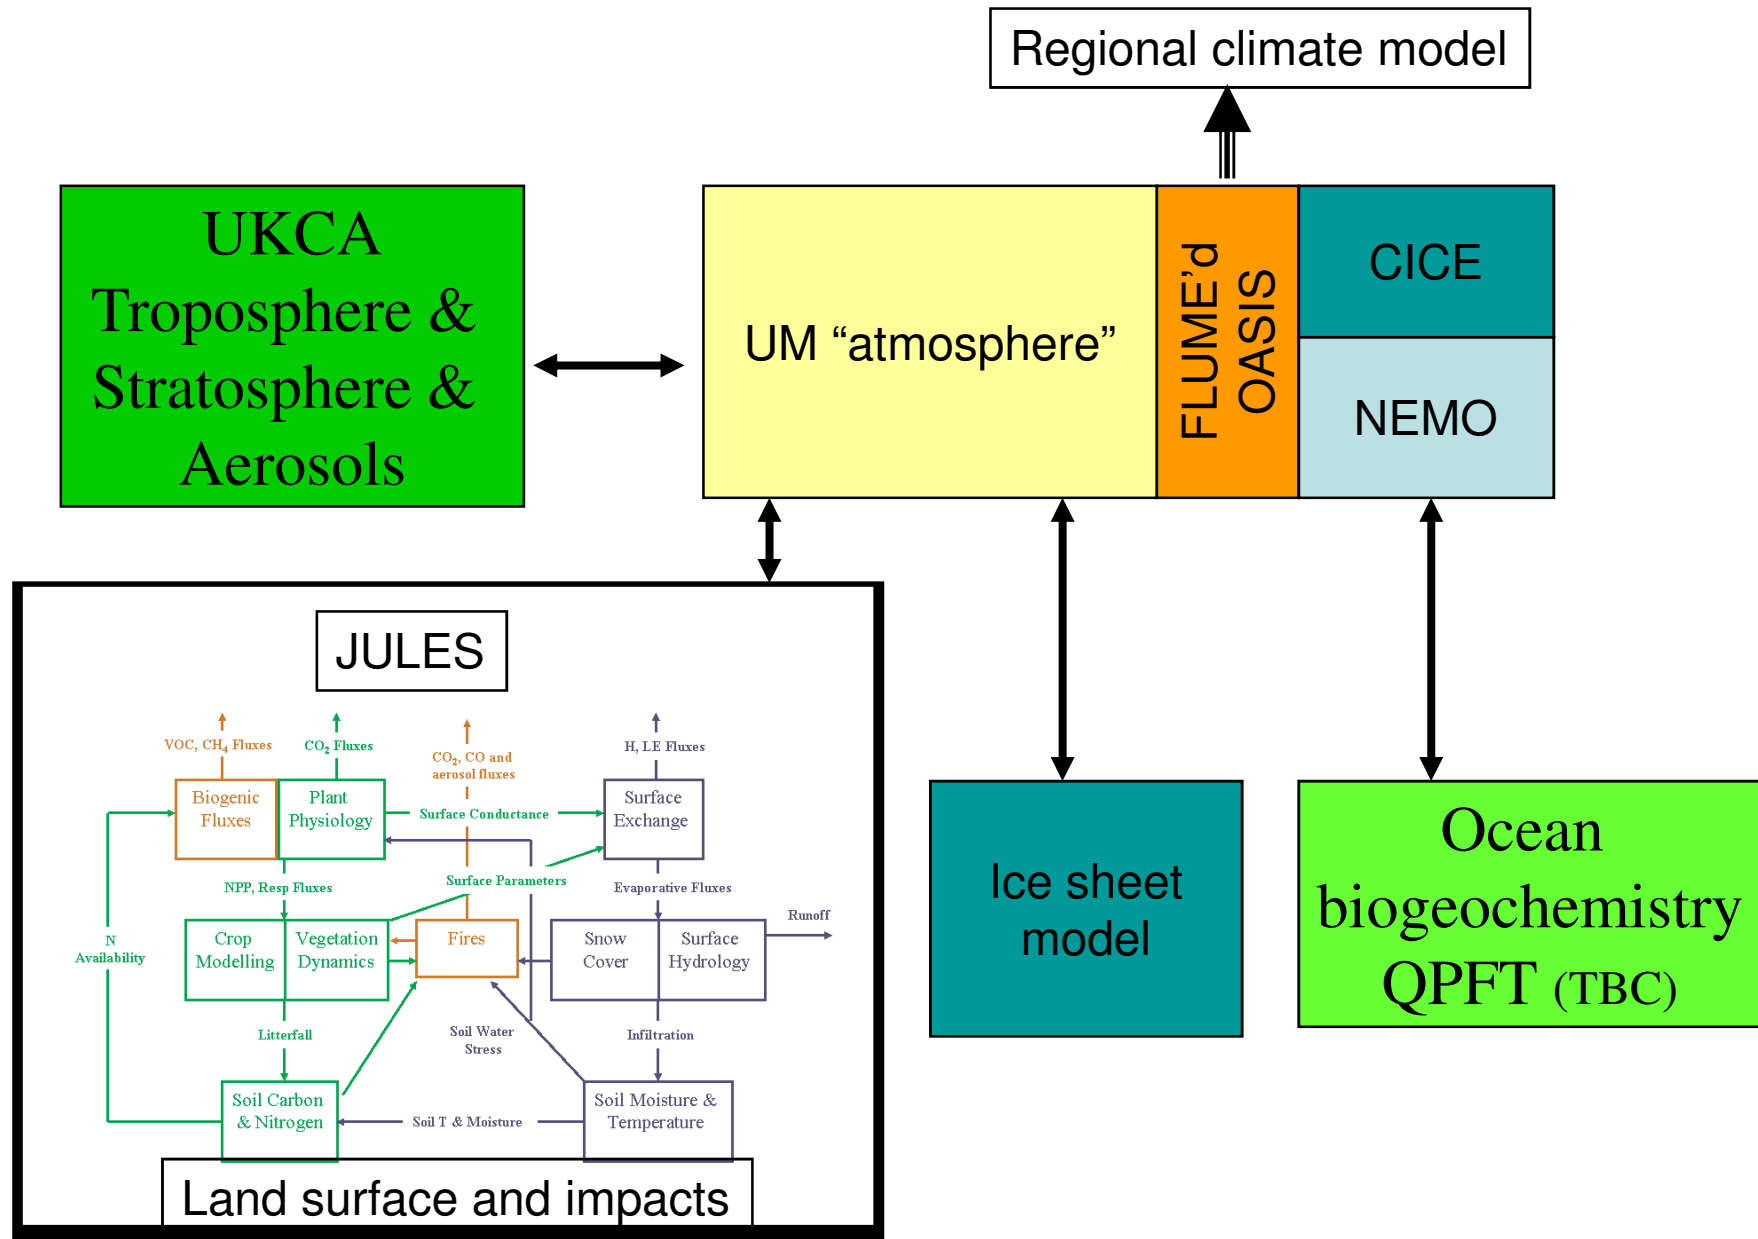 Regional climate model
UKCA
Troposphere &
Stratosphere &
Aerosols
UM “atmosphere”
FLUME’d
OASIS
CICE
NEMO
JULES
VOC, CH₄ Fluxes
CO₂ Fluxes
CO₂, CO and
aerosol fluxes
H, LE Fluxes
Biogenic
Fluxes
Plant
Physiology
Surface Conductance
Surface
Exchange
NPP, Resp Fluxes
Surface Parameters
Evaporative Fluxes
N
Availability
Crop
Modelling
Vegetation
Dynamics
Fires
Snow
Cover
Surface
Hydrology
Runoff
Litterfall
Soil Water
Stress
Infiltration
Soil Carbon
& Nitrogen
Soil T & Moisture
Soil Moisture &
Temperature
Land surface and impacts
Ice sheet
model
Ocean
biogeochemistry
QPFT (TBC)